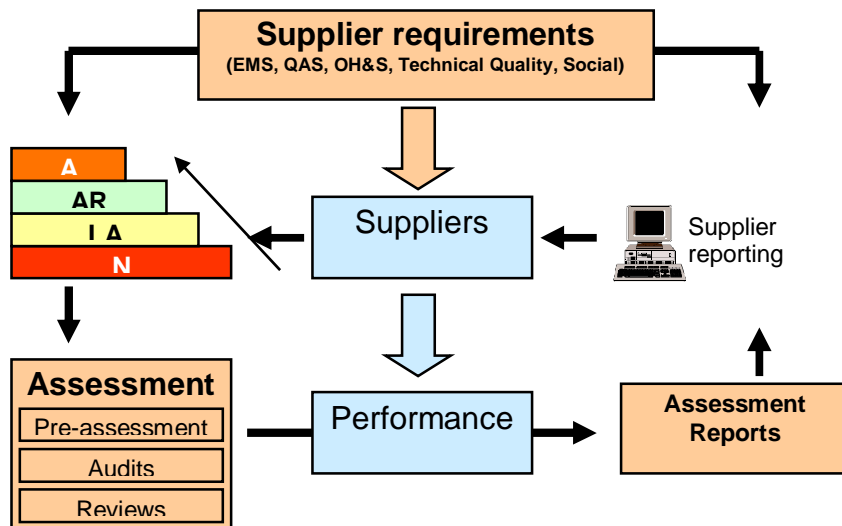 Supplier requirements
(EMS, QAS, OH&S, Technical Quality, Social)
A
AR
I A
N
Suppliers
Supplier
reporting
Assessment
Pre-assessment
Audits
Reviews
Performance
Assessment
Reports